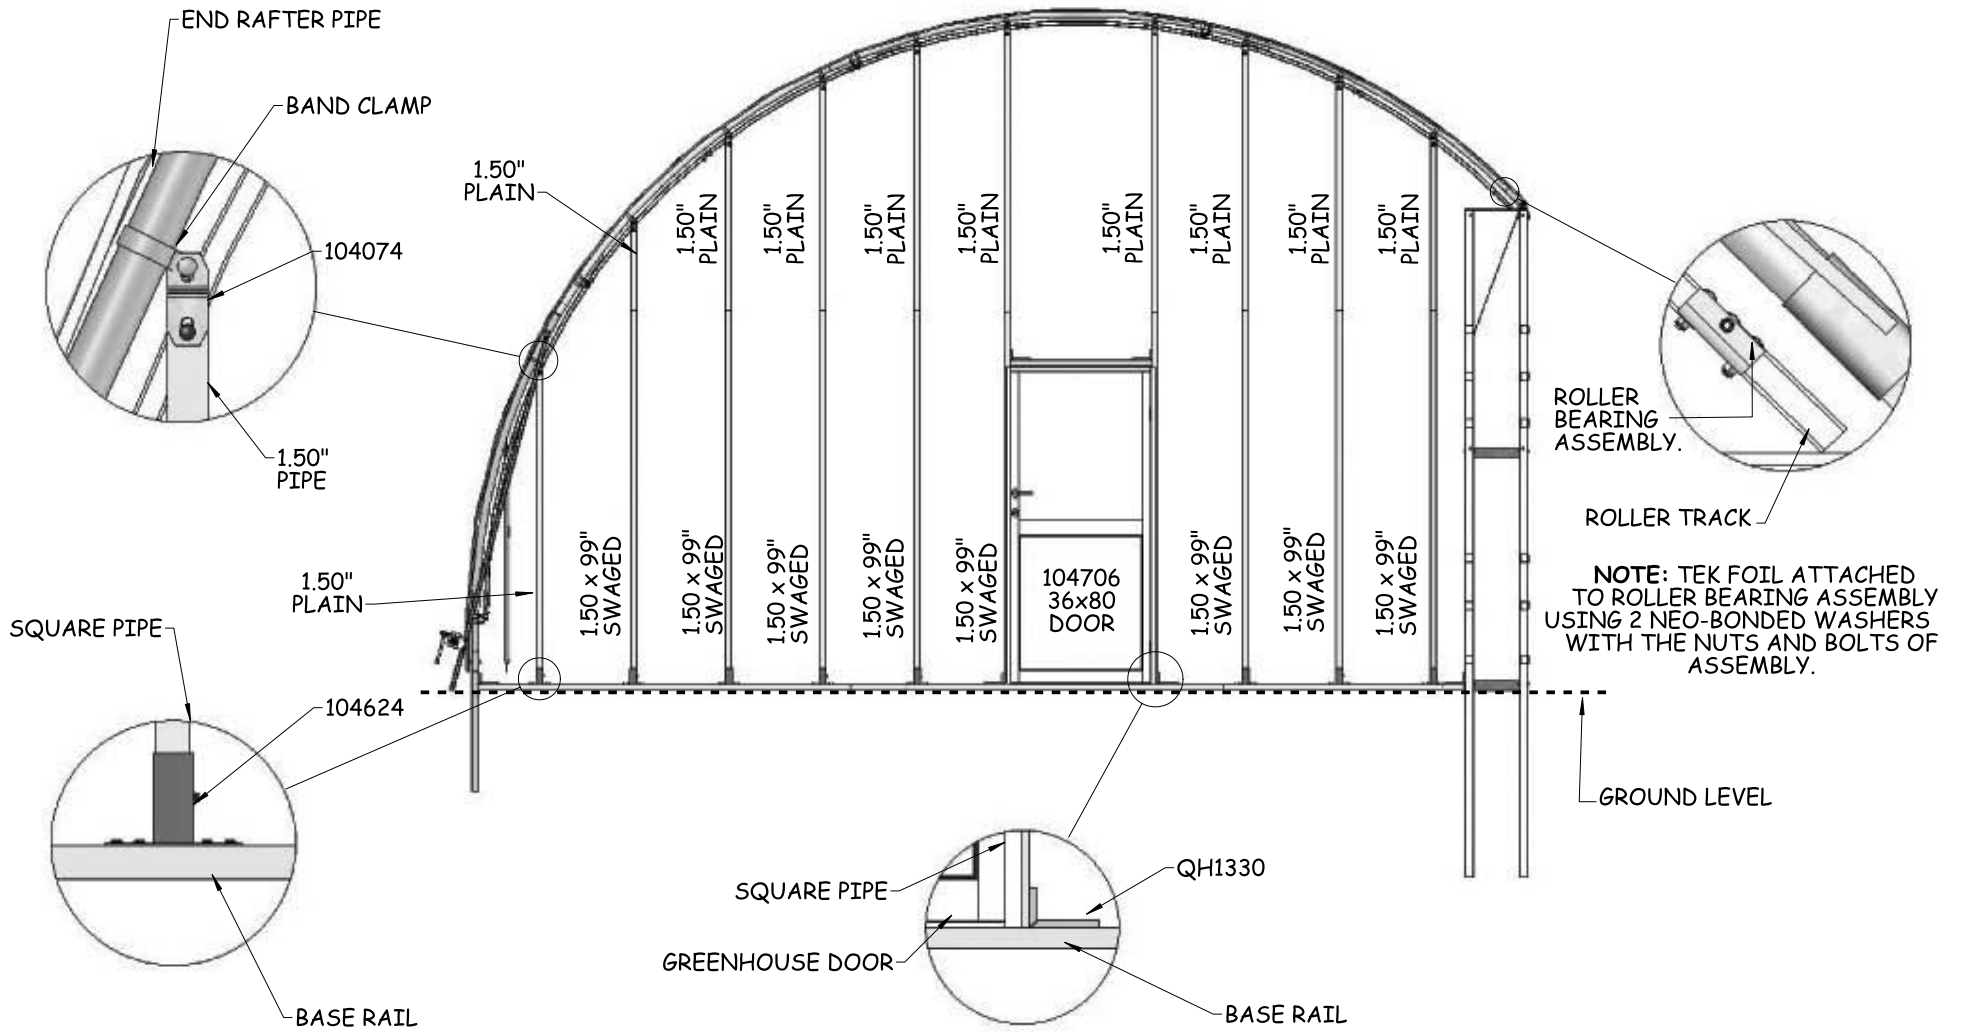 END RAFTER PIPE
BAND CLAMP
104074
1.50"
PIPE
1.50"
PLAIN
1.50"
PLAIN
1.50"
PLAIN
1.50"
PLAIN
1.50"
PLAIN
1.50"
PLAIN
1.50"
PLAIN
1.50"
PLAIN
1.50"
PLAIN
ROLLER
BEARING
ASSEMBLY.
ROLLER TRACK
NOTE: TEK FOIL ATTACHED
TO ROLLER BEARING ASSEMBLY
USING 2 NEO-BONDED WASHERS
WITH THE NUTS AND BOLTS OF
ASSEMBLY.
1.50"
PLAIN
1.50 x 99"
SWAGED
1.50 x 99"
SWAGED
1.50 x 99"
SWAGED
1.50 x 99"
SWAGED
1.50 x 99"
SWAGED
104706
36x80
DOOR
1.50 x 99"
SWAGED
1.50 x 99"
SWAGED
1.50 x 99"
SWAGED
SQUARE PIPE
104624
BASE RAIL
GROUND LEVEL
SQUARE PIPE
QH1330
GREENHOUSE DOOR
BASE RAIL